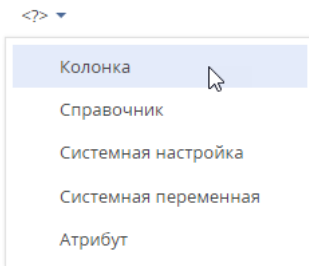 <?>
Колонка
Справочник
Системная настройка
Системная переменная
Атрибут